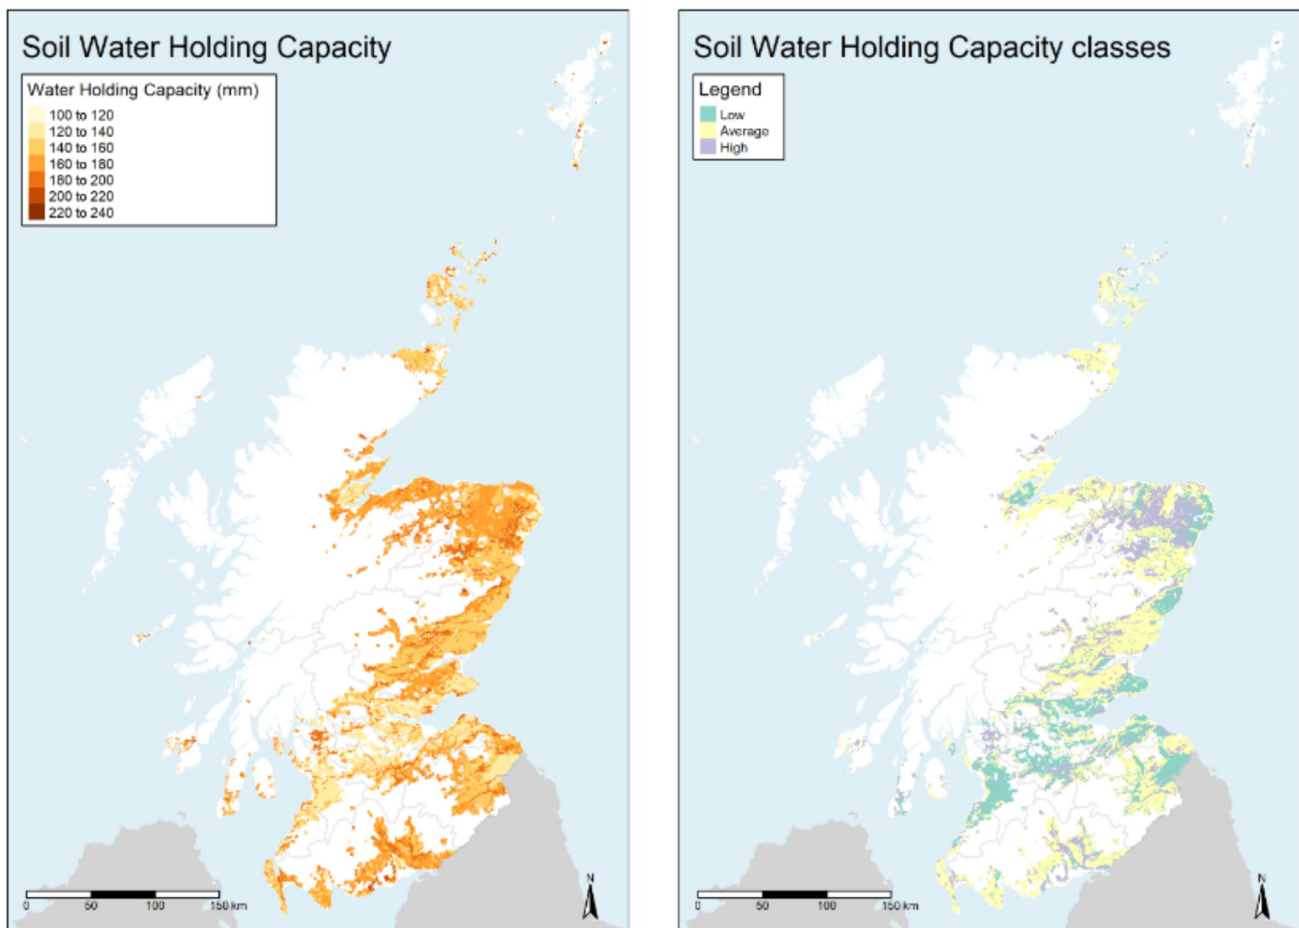 Soil Water Holding Capacity
Water Holding Capacity (mm)
100 to 120
120 to 140
140 to 160
160 to 180
180 to 200
200 to 220
220 to 240
N
0 50 100 150 km
Soil Water Holding Capacity classes
Legend
Low
Average
High
N
0 50 100 150 km